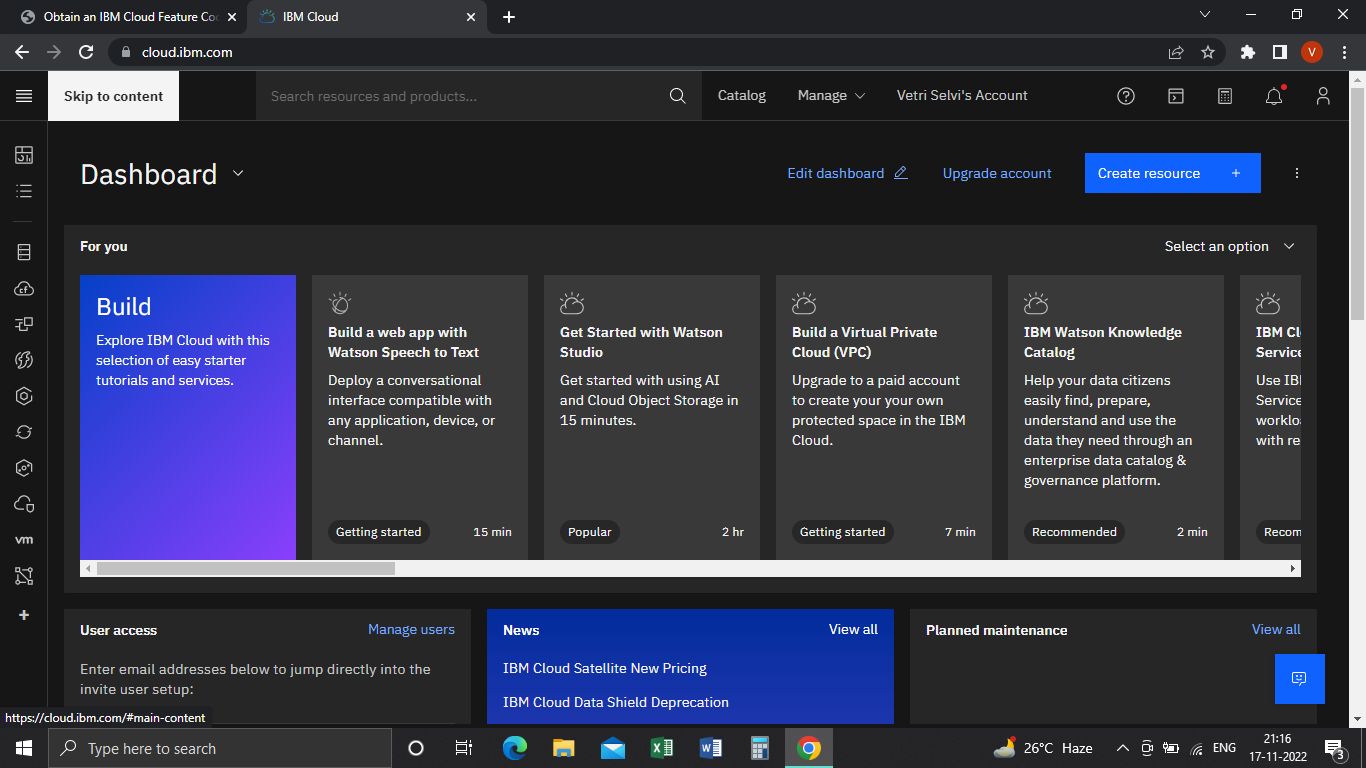 Obtain an IBM Cloud Feature Co
IBM Cloud
cloud.ibm.com
V
Skip to content
Search resources and products...
Catalog
Manage
Vetri Selvi's Account
Dashboard
Edit dashboard
Upgrade account
Create resource +
For you
Select an option
Build
Explore IBM Cloud with this
selection of easy starter
tutorials and services.
Build a web app with
Watson Speech to Text
Deploy a conversational
interface compatible with
any application, device, or
channel.
Getting started
15 min
Get Started with Watson
Studio
Get started with using AI
and Cloud Object Storage in
15 minutes.
Popular
2 hr
Build a Virtual Private
Cloud (VPC)
Upgrade to a paid account
to create your your own
protected space in the IBM
Cloud.
Getting started
7 min
IBM Watson Knowledge
Catalog
Help your data citizens
easily find, prepare,
understand and use the
data they need through an
enterprise data catalog &
governance platform.
Recommended
2 min
IBM Cl
Service
Use IB
Service
worklo
with re
Recom
cf
vm
User access
Manage users
Enter email addresses below to jump directly into the
invite user setup:
News
View all
IBM Cloud Satellite New Pricing
IBM Cloud Data Shield Deprecation
Planned maintenance
View all
https://cloud.ibm.com/#main-content
Type here to search
26°C Haze
ENG
21:16
17-11-2022
3